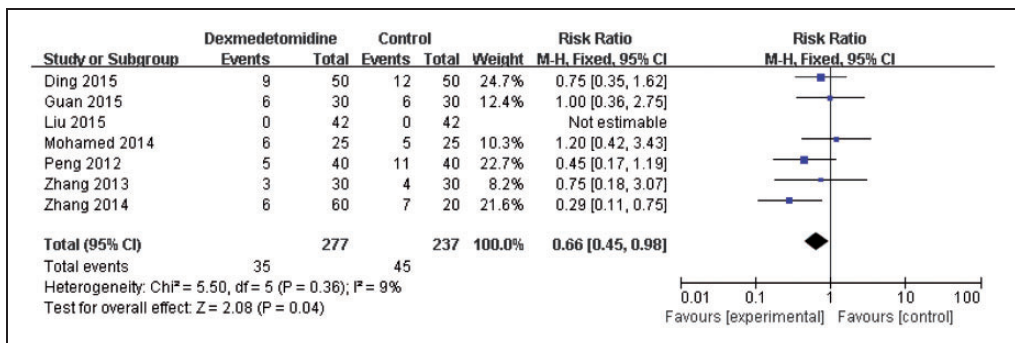 Dexmedetomidine Control Risk Ratio Risk Ratio
Study or Subgroup Events Total Events Total Weight M-H, Fixed, 95% CI M-H, Fixed, 95% CI
Ding 2015 9 50 12 50 24.7% 0.75 [0.35, 1.62]
Guan 2015 6 30 6 30 12.4% 1.00 [0.36, 2.75]
Liu 2015 0 42 0 42 Not estimable
Mohamed 2014 6 25 5 25 10.3% 1.20 [0.42, 3.43]
Peng 2012 5 40 11 40 22.7% 0.45 [0.17, 1.19]
Zhang 2013 3 30 4 30 8.2% 0.75 [0.18, 3.07]
Zhang 2014 6 60 7 20 21.6% 0.29 [0.11, 0.75]
Total (95% CI) 277 237 100.0% 0.66 [0.45, 0.98]
Total events 35 45
Heterogeneity: Chi² = 5.50, df = 5 (P = 0.36); I² = 9%
Test for overall effect: Z = 2.08 (P = 0.04)
0.01 0.1 1 10 100
Favours [experimental] Favours [control]